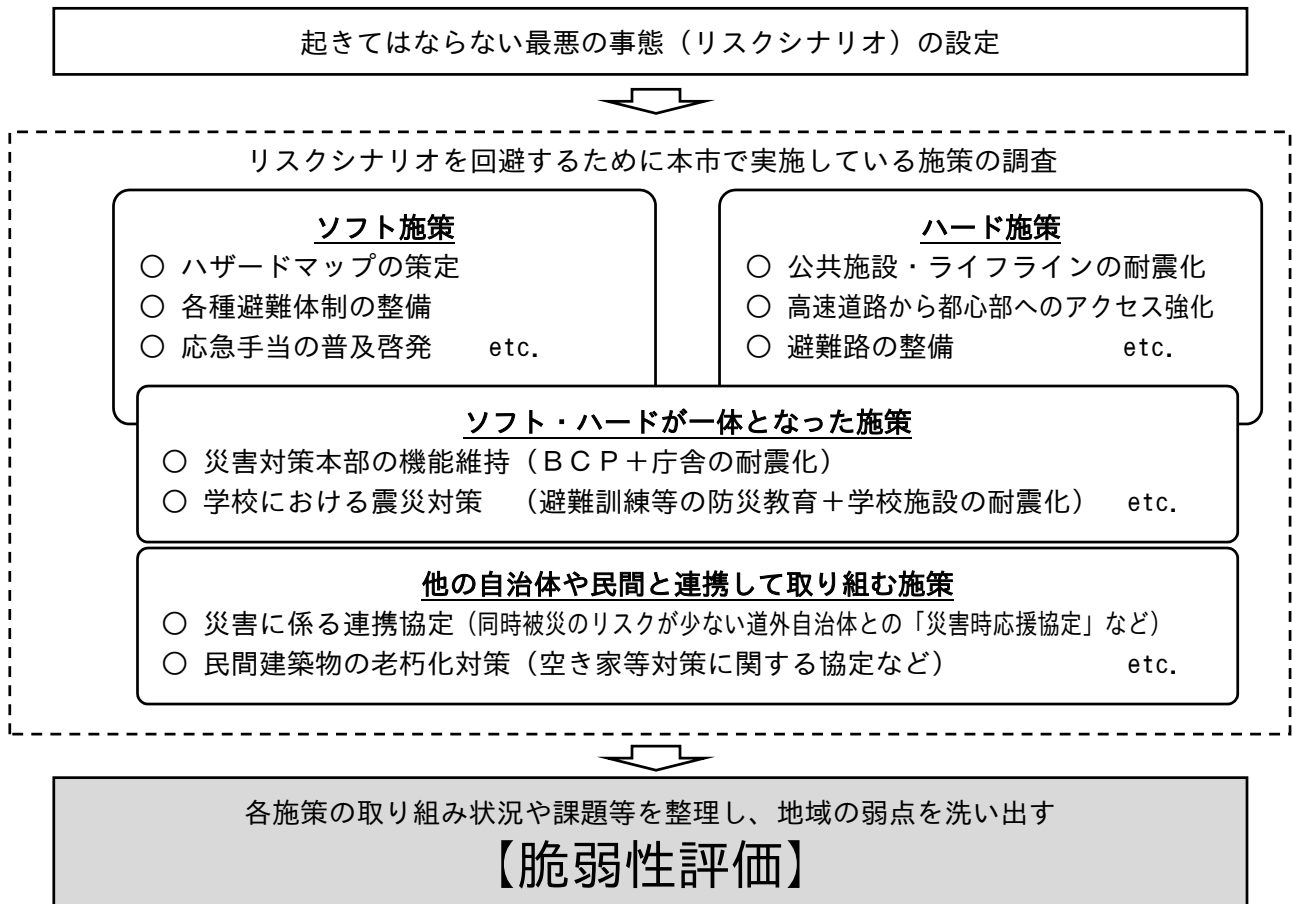 起きてはならない最悪の事態（リスクシナリオ）の設定
リスクシナリオを回避するために本市で実施している施策の調査
ソフト施策
○ ハザードマップの策定
○ 各種避難体制の整備
○ 応急手当の普及啓発 etc.
ハード施策
○ 公共施設・ライフラインの耐震化
○ 高速道路から都心部へのアクセス強化
○ 避難路の整備 etc.
ソフト・ハードが一体となった施策
○ 災害対策本部の機能維持（ＢＣＰ＋庁舎の耐震化）
○ 学校における震災対策 （避難訓練等の防災教育＋学校施設の耐震化） etc.
他の自治体や民間と連携して取り組む施策
○ 災害に係る連携協定（同時被災のリスクが少ない道外自治体との「災害時応援協定」など）
○ 民間建築物の老朽化対策（空き家等対策に関する協定など） etc.
各施策の取り組み状況や課題等を整理し、地域の弱点を洗い出す
【脆弱性評価】